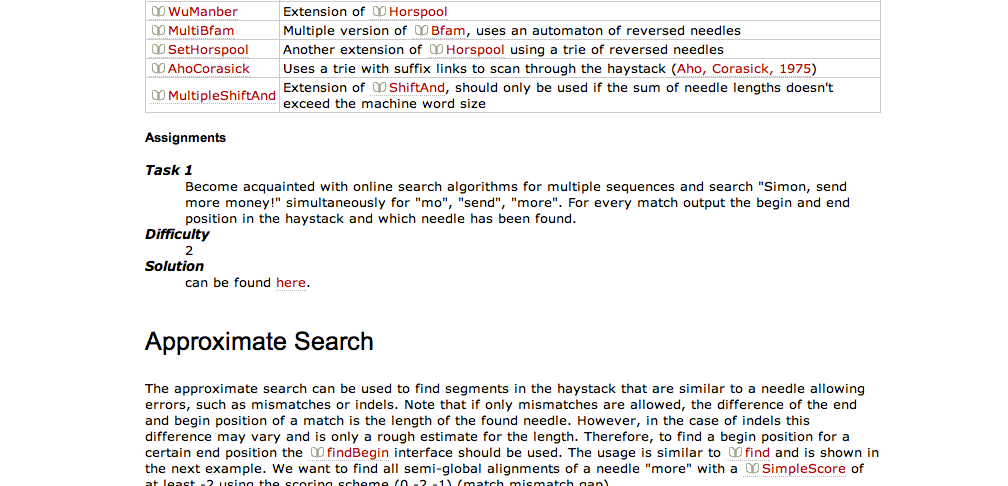 WuManber Extension of Horspool
MultiBfam Multiple version of Bfam, uses an automaton of reversed needles
SetHorspool Another extension of Horspool using a trie of reversed needles
AhoCorasick Uses a trie with suffix links to scan through the haystack (Aho, Corasick, 1975)
MultipleShiftAnd Extension of ShiftAnd, should only be used if the sum of needle lengths doesn't
exceed the machine word size
Assignments
Task 1
Become acquainted with online search algorithms for multiple sequences and search "Simon, send
more money!" simultaneously for "mo", "send", "more". For every match output the begin and end
position in the haystack and which needle has been found.
Difficulty
2
Solution
can be found here.
Approximate Search
The approximate search can be used to find segments in the haystack that are similar to a needle allowing
errors, such as mismatches or indels. Note that if only mismatches are allowed, the difference of the end
and begin position of a match is the length of the found needle. However, in the case of indels this
difference may vary and is only a rough estimate for the length. Therefore, to find a begin position for a
certain end position the findBegin interface should be used. The usage is similar to find and is shown in
the next example. We want to find all semi-global alignments of a needle "more" with a SimpleScore of
at least -2 using the scoring scheme (0,-2,-1) (match,mismatch,gap).